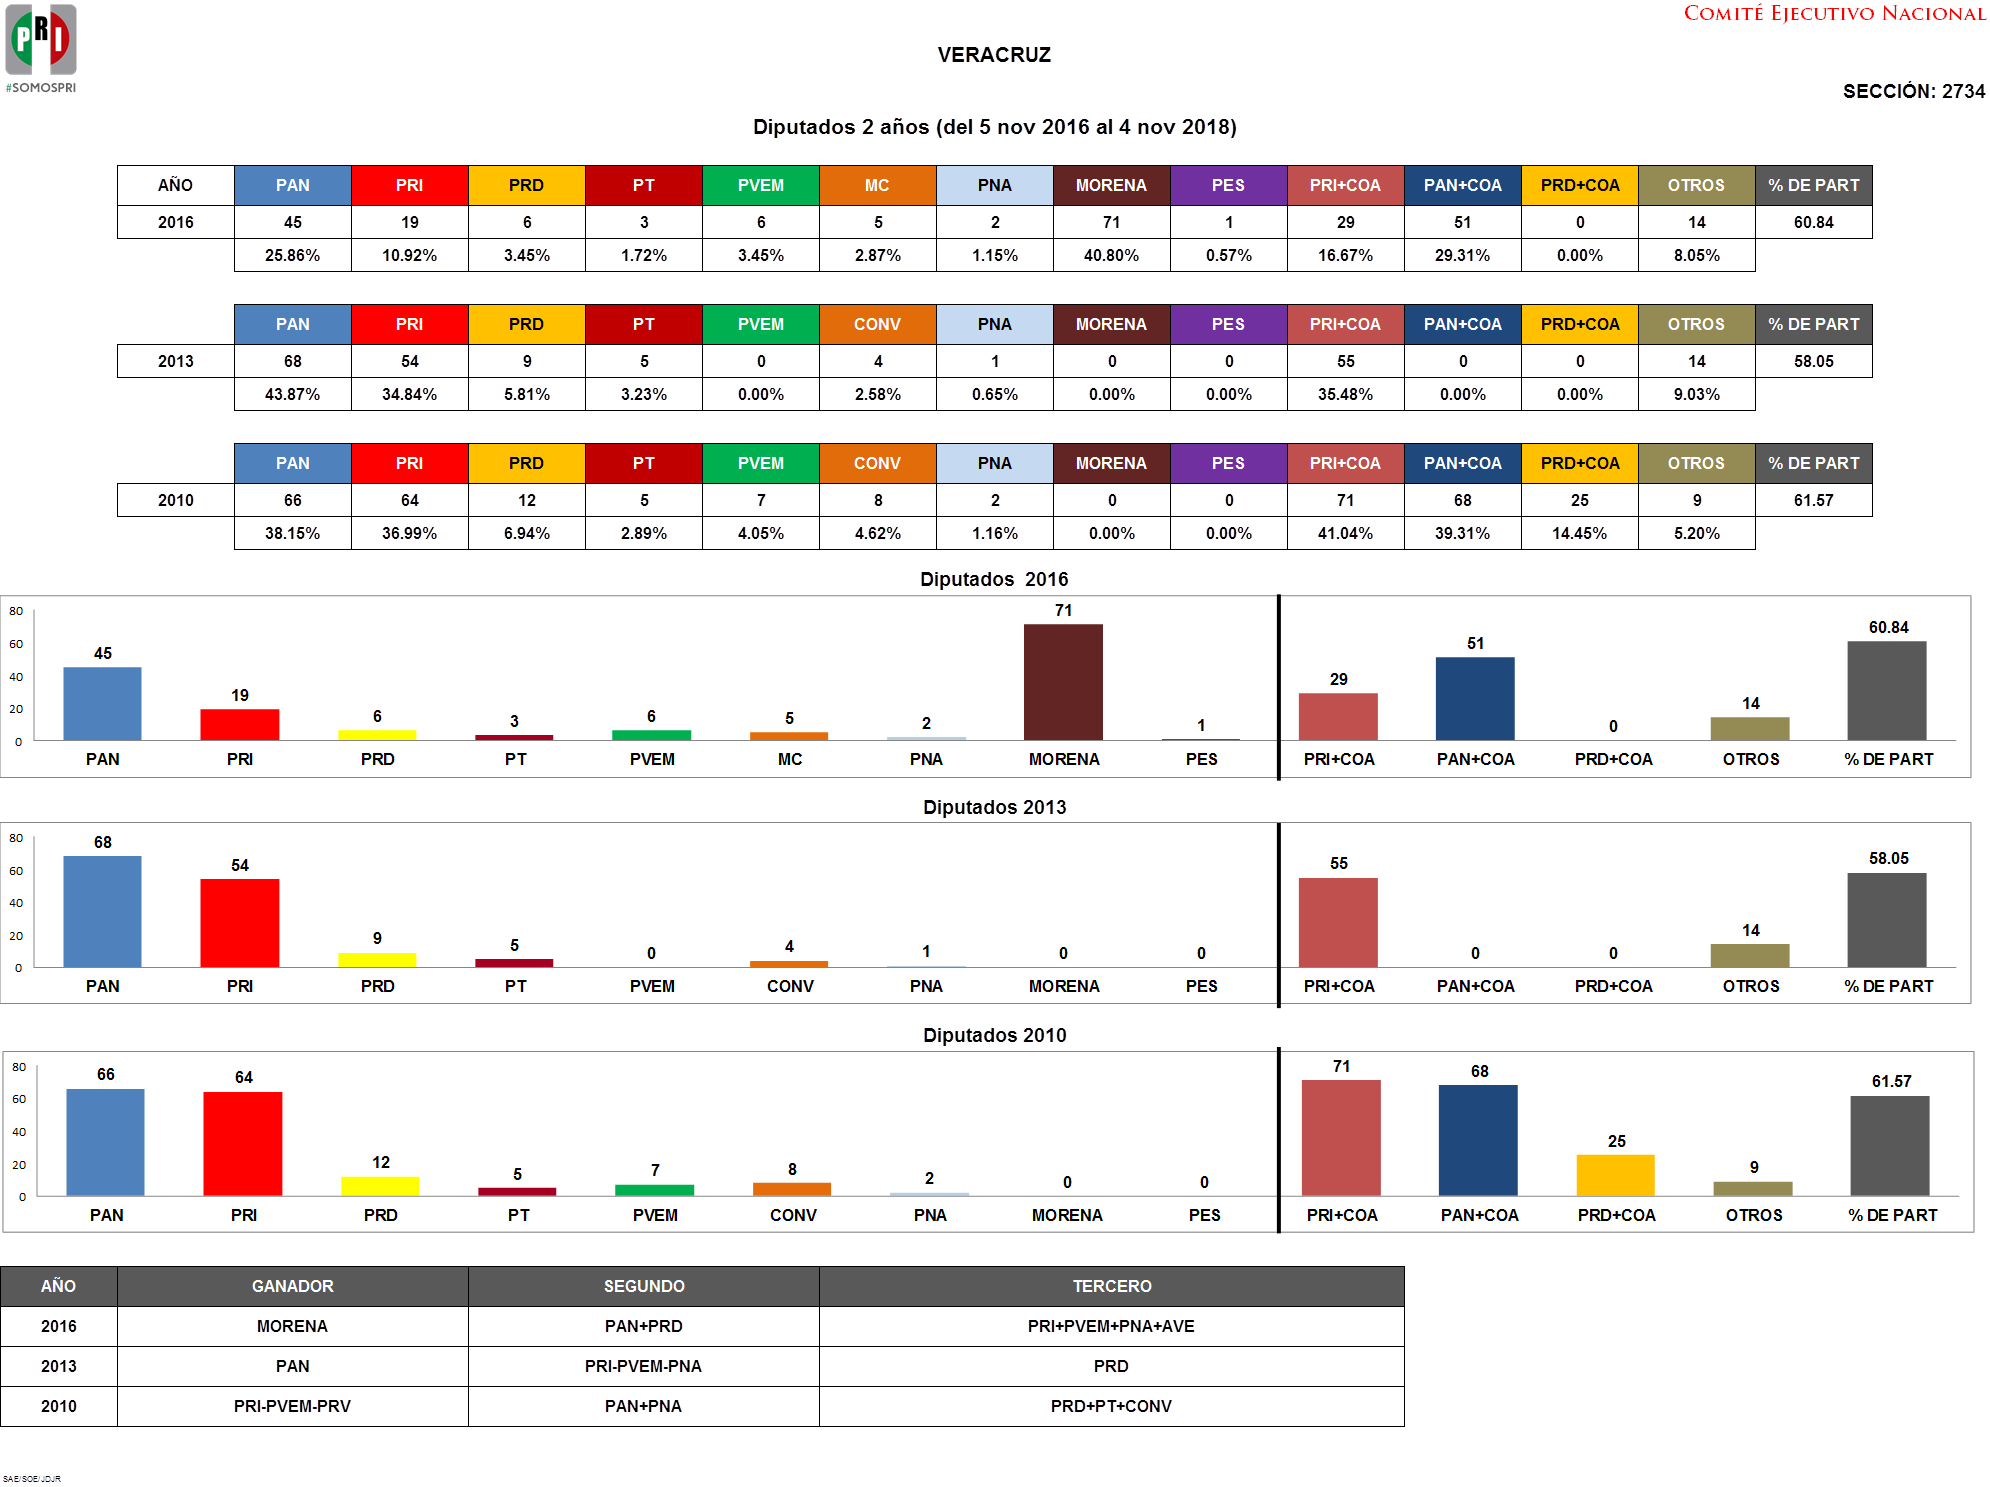 COMITÉ EJECUTIVO NACIONAL
PRI
#SOMOSPRI
VERACRUZ
SECCIÓN: 2734
Diputados 2 años (del 5 nov 2016 al 4 nov 2018)
AÑO PAN PRI PRD PT PVEM MC PNA MORENA PES PRI+COA PAN+COA PRD+COA OTROS % DE PART
2016 45 19 6 3 6 5 2 71 1 29 51 0 14 60.84
25.86% 10.92% 3.45% 1.72% 3.45% 2.87% 1.15% 40.80% 0.57% 16.67% 29.31% 0.00% 8.05%
PAN PRI PRD PT PVEM CONV PNA MORENA PES PRI+COA PAN+COA PRD+COA OTROS % DE PART
2013 68 54 9 5 0 4 1 0 0 55 0 0 14 58.05
43.87% 34.84% 5.81% 3.23% 0.00% 2.58% 0.65% 0.00% 0.00% 35.48% 0.00% 0.00% 9.03%
PAN PRI PRD PT PVEM CONV PNA MORENA PES PRI+COA PAN+COA PRD+COA OTROS % DE PART
2010 66 64 12 5 7 8 2 0 0 71 68 25 9 61.57
38.15% 36.99% 6.94% 2.89% 4.05% 4.62% 1.16% 0.00% 0.00% 41.04% 39.31% 14.45% 5.20%
Diputados 2016
80
60
40
20
0
45 19 6 3 6 5 2 71 1 29 51 0 14 60.84
PAN PRI PRD PT PVEM MC PNA MORENA PES PRI+COA PAN+COA PRD+COA OTROS % DE PART
Diputados 2013
80
60
40
20
0
68 54 9 5 0 4 1 0 0 55 0 0 14 58.05
PAN PRI PRD PT PVEM CONV PNA MORENA PES PRI+COA PAN+COA PRD+COA OTROS % DE PART
Diputados 2010
80
60
40
20
0
66 64 12 5 7 8 2 0 0 71 68 25 9 61.57
PAN PRI PRD PT PVEM CONV PNA MORENA PES PRI+COA PAN+COA PRD+COA OTROS % DE PART
AÑO GANADOR SEGUNDO TERCERO
2016 MORENA PAN+PRD PRI+PVEM+PNA+AVE
2013 PAN PRI-PVEM-PNA PRD
2010 PRI-PVEM-PRV PAN+PNA PRD+PT+CONV
SAE/SOE/JDJR